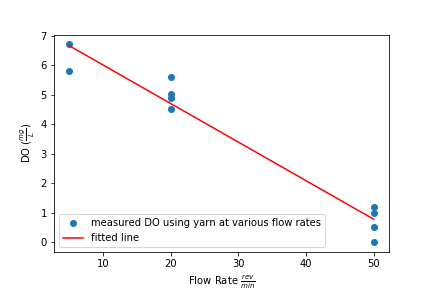 7
6
5
4
3
2
1
0
DO (mg/L)
measured DO using yarn at various flow rates
fitted line
10 20 30 40 50
Flow Rate rev/min